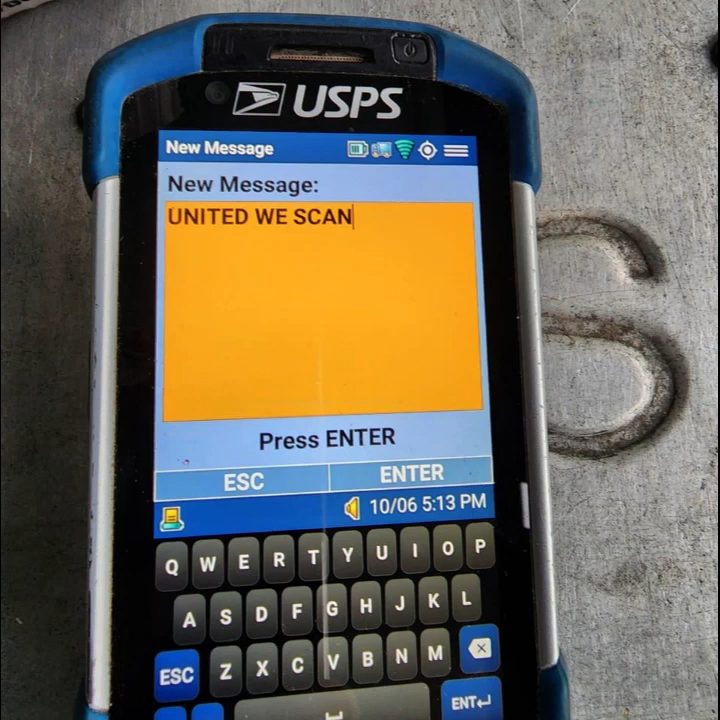 USPS
New Message
New Message:
UNITED WE SCAN
Press ENTER
ESC ENTER
10/06 5:13 PM
Q W E R T Y U I O P
A S D F G H J K L
ESC Z X C V B N M
ENT